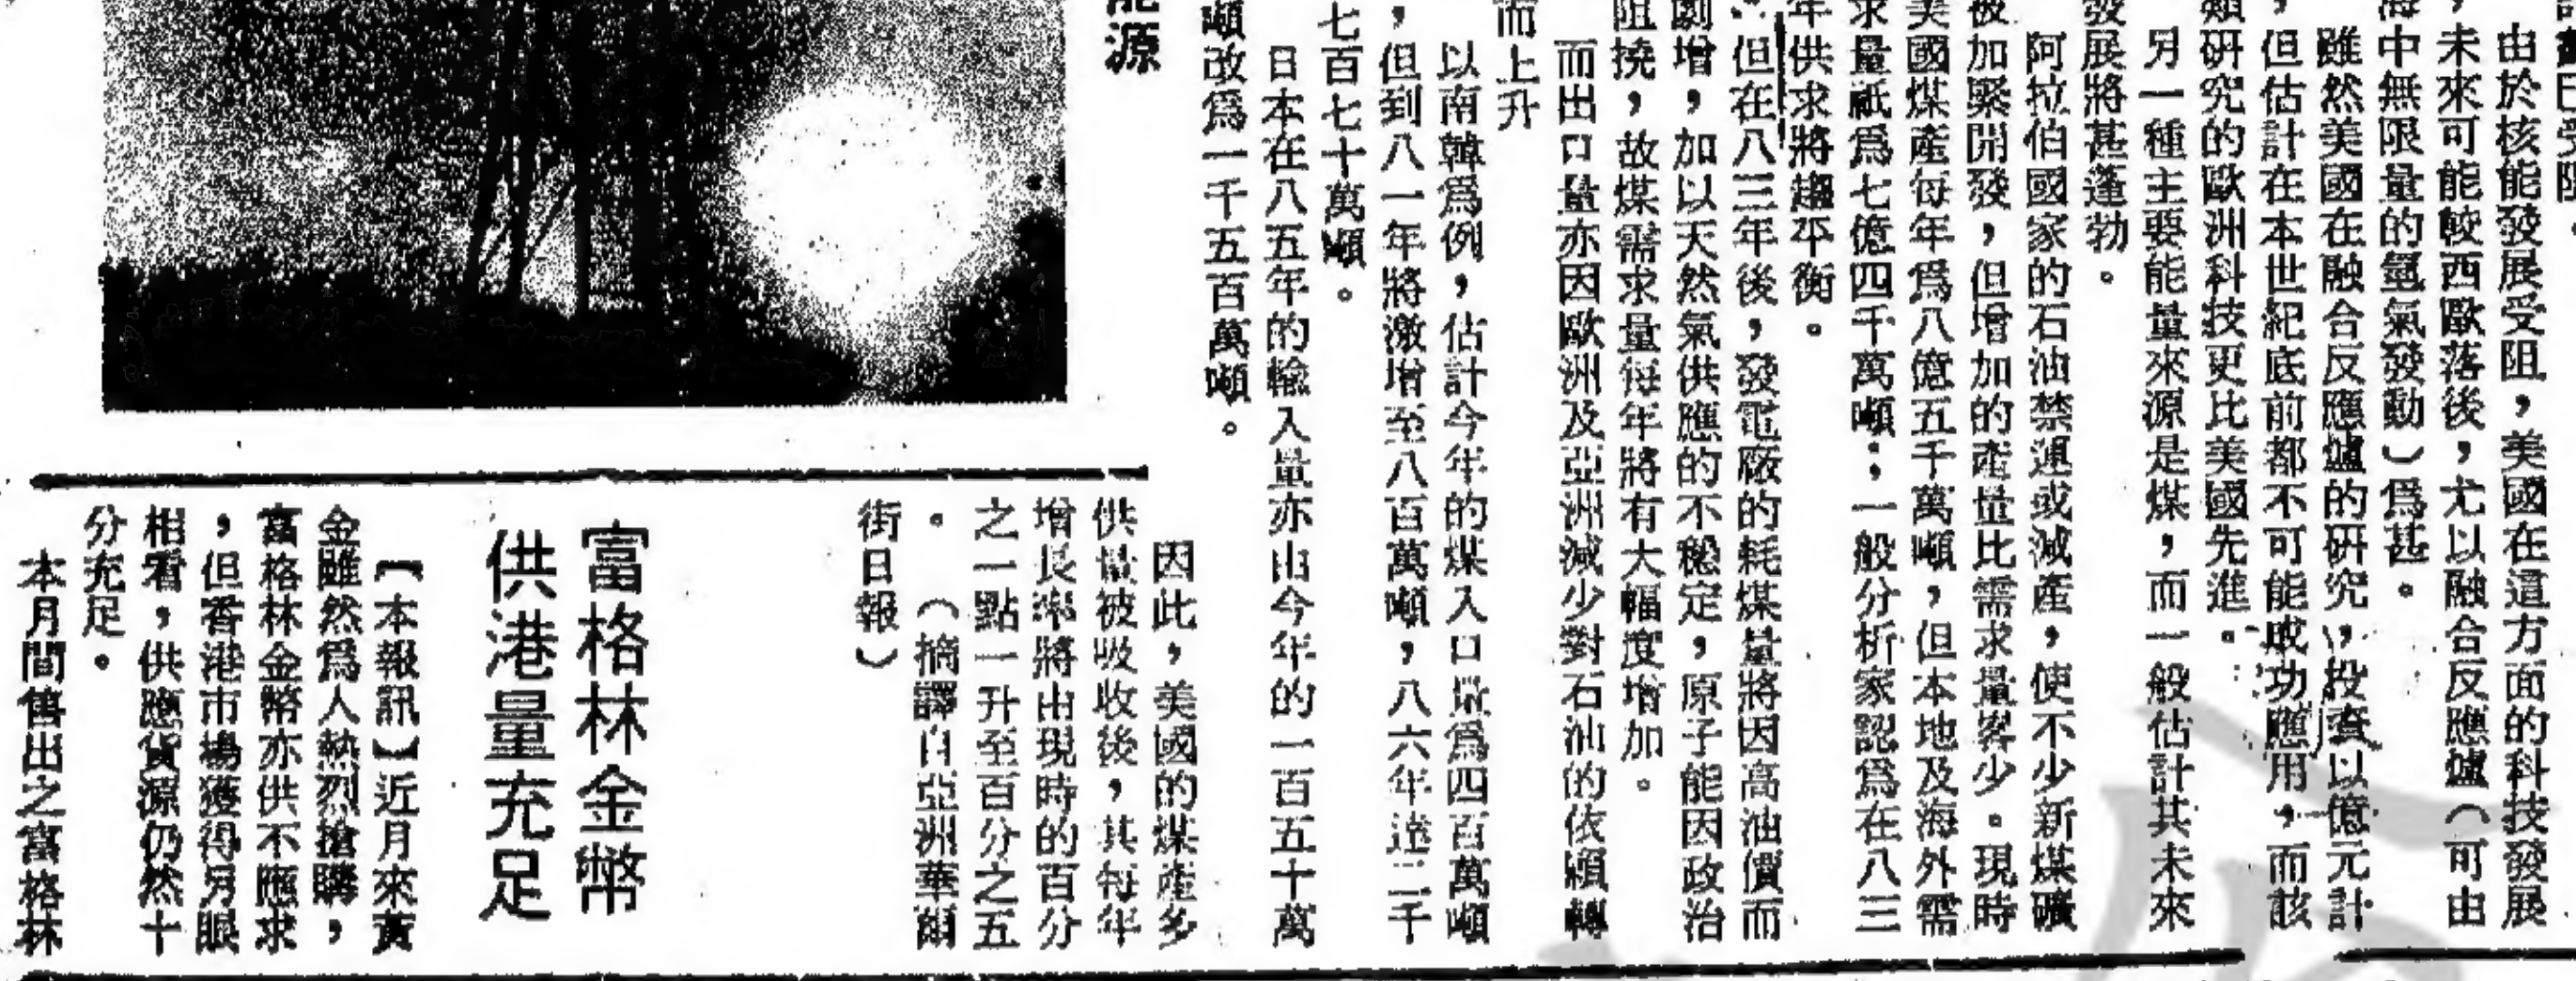 由於核能發展受阻，美國在這方面的科技發展
，未來可能較西歐落後，尤以融合反應爐（可由
海中無限量的氫氣發動）爲甚。
雖然美國在融合反應爐的研究，投資以億元計
，但估計在本世紀底前都不可能成功應用，而該
類研究的歐洲科技更比美國先進。
另一種主要能量來源是煤，而一般估計其未來
發展將甚蓬勃。
阿拉伯國家的石油禁運或減產，使不少新煤礦
被加緊開發，但增加的產量比需求量畧少。現時
美國煤產每年爲八億五千萬噸，但本地及海外需
求量祗爲七億四千萬噸；一般分析家認爲在八三
年供求將趨平衡。
但在八三年後，發電廠的耗煤量將因高油價而
劇增，加以天然氣供應的不穩定，原子能因政治
阻撓，故煤需求量每年將有大幅度增加。
而出口量亦因歐洲及亞洲減少對石油的依賴轉
而上升
以南韓爲例，估計今年的煤入口量爲四百萬噸
，但到八一年將激增至八百萬噸，八六年達二千
七百七十萬噸。
日本在八五年的輸入量亦由今年的一百五十萬
噸改爲一千五百萬噸。
能源
因此，美國的煤產多
供量被吸收後，其每年
增長率將由現時的百分
之一點一升至百分之五
。（摘譯自亞洲華爾
街日報）
富格林金幣
供港量充足
【本報訊】近月來黃
金雖然爲人熱烈搶購，
富格林金幣亦供不應求
，但香港市場獲得另眼
相看，供應貨源仍然十
分充足。
本月間售出之富格林